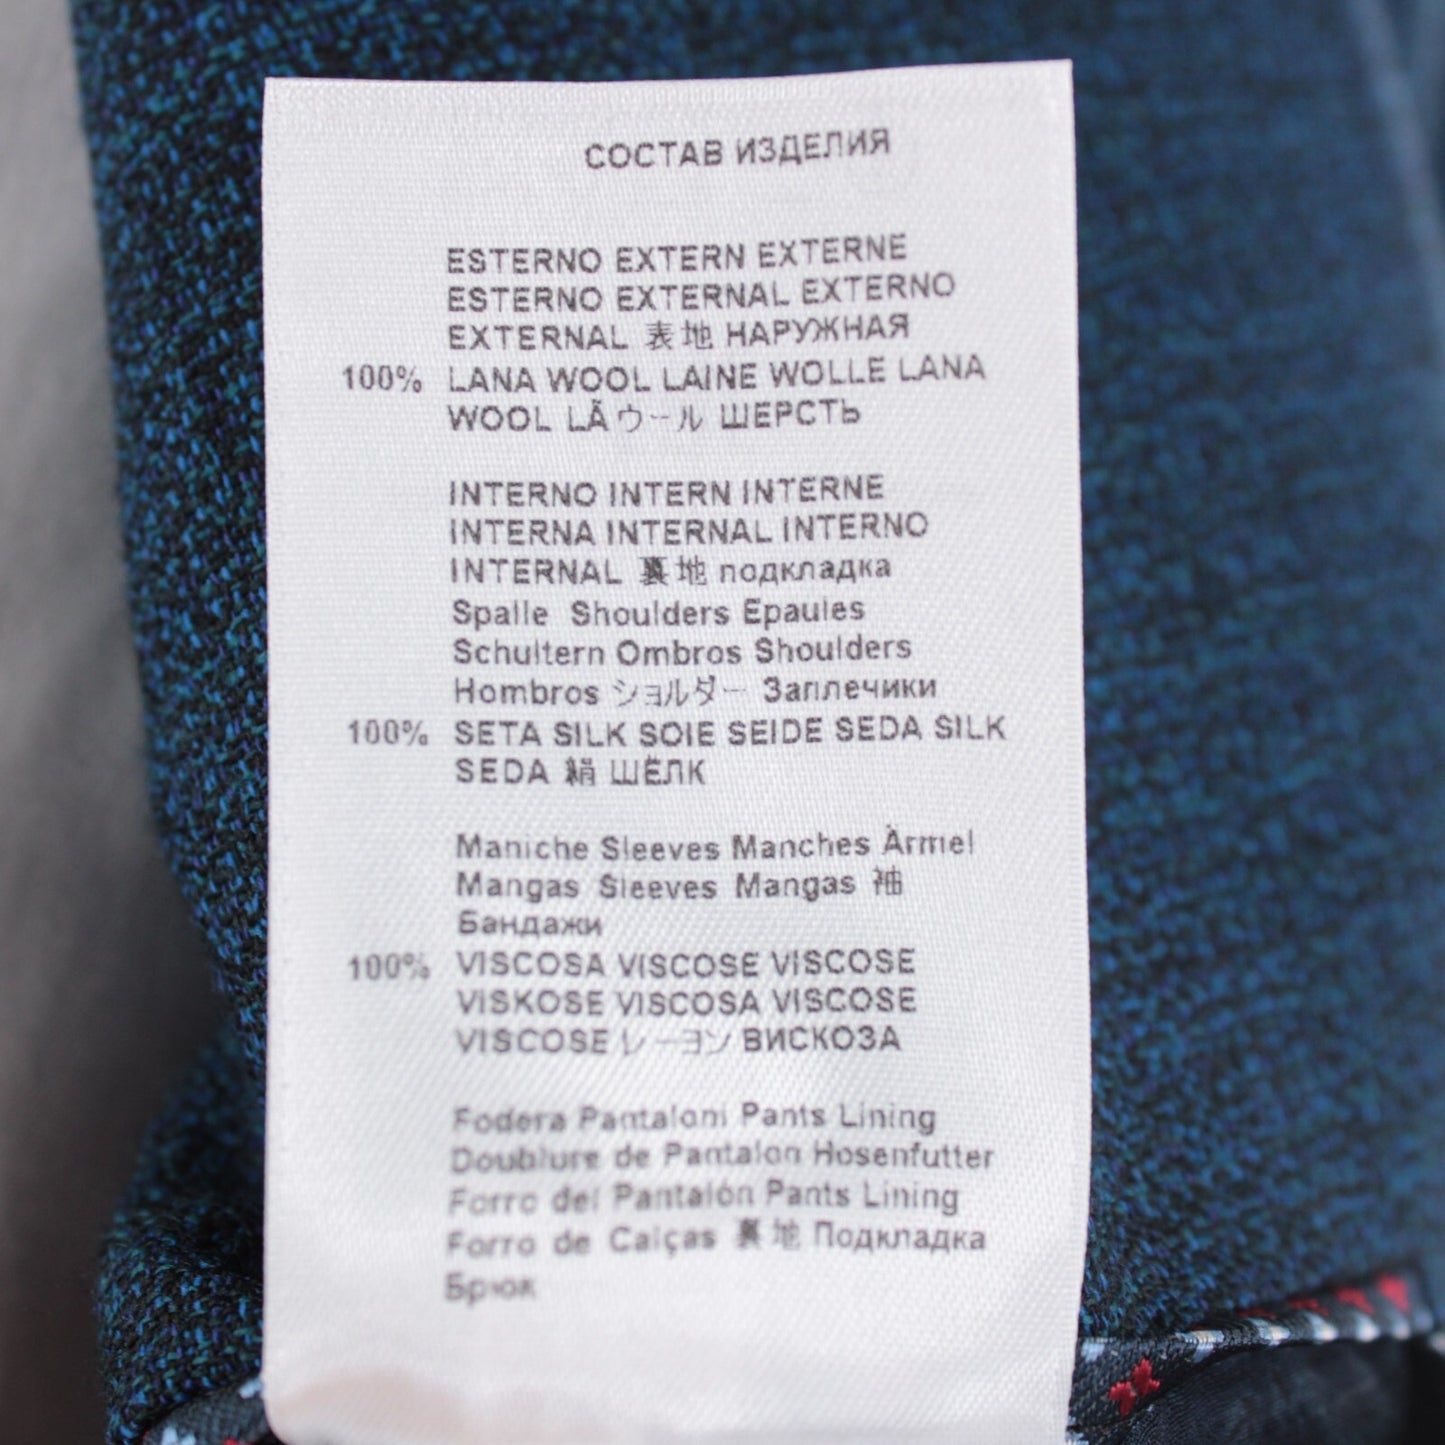 СОСТАВ ИЗДЕЛИЯ
ESTERNO EXTERN EXTERNE
ESTERNO EXTERNAL EXTERNO
EXTERNAL 表地 НАРУЖНАЯ
100% LANA WOOL LAINE WOLLE LANA
WOOL LÃ ウール ШЕРСТЬ
INTERNO INTERN INTERNE
INTERNA INTERNAL INTERNO
INTERNAL 裏地 подкладка
Spalle Shoulders Epaules
Schultern Ombros Shoulders
Hombros ショルダー Заплечики
100% SETA SILK SOIE SEIDE SEDA SILK
SEDA 絹 ШЁЛК
Maniche Sleeves Manches Àrmel
Mangas Sleeves Mangas 袖
Бандажи
100% VISCOSA VISCOSE VISCOSE
VISKOSE VISCOSA VISCOSE
VISCOSE レーヨン ВИСКОЗА
Fodera Pantaloni Pants Lining
Doublure de Pantalon Hosenfutter
Forro del Pantalón Pants Lining
Forro de Calças 裏地 Подкладка
Брюк